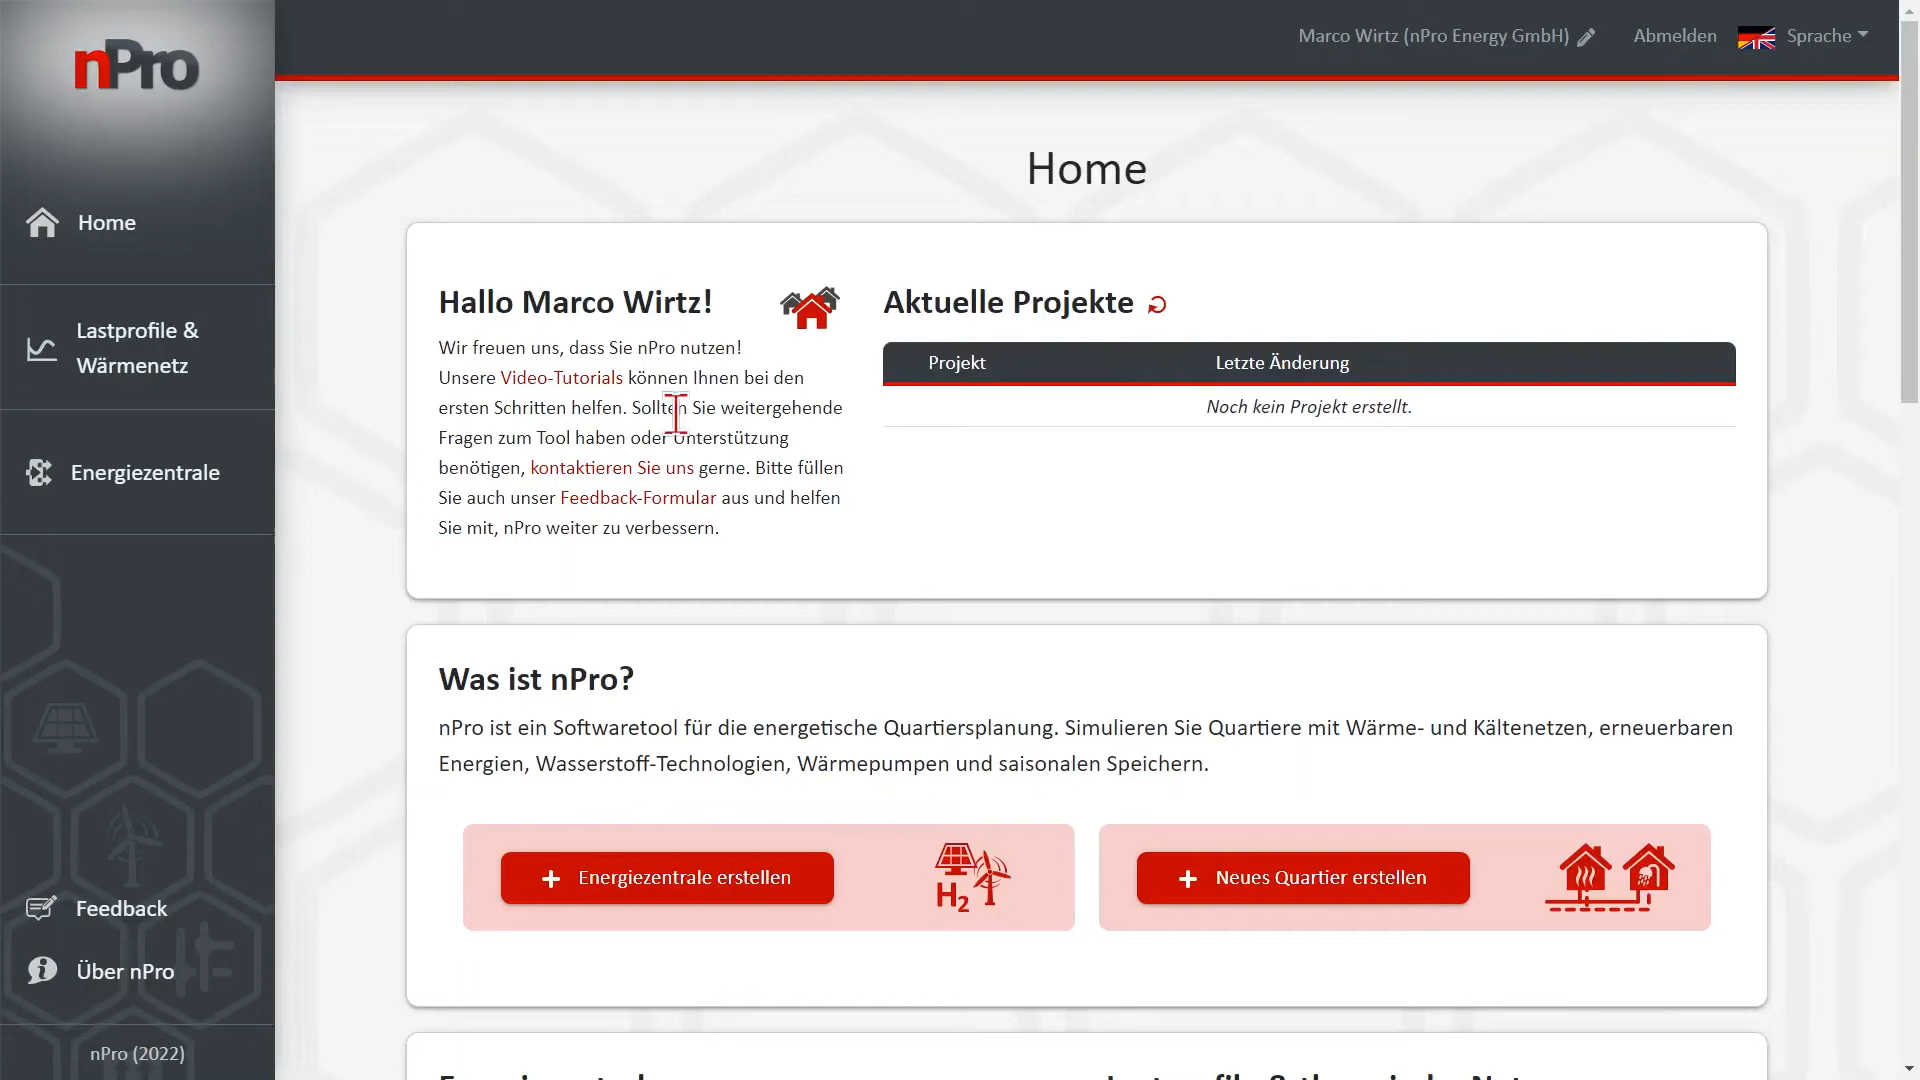 nPro
Marco Wirtz (nPro Energy GmbH)
Abmelden
Sprache
Home
Lastprofile &
Wärmenetz
Energiezentrale
Feedback
Über nPro
nPro (2022)
Home
Hallo Marco Wirtz!
Wir freuen uns, dass Sie nPro nutzen!
Unsere Video-Tutorials können Ihnen bei den
ersten Schritten helfen. Sollten Sie weitergehende
Fragen zum Tool haben oder Unterstützung
benötigen, kontaktieren Sie uns gerne. Bitte füllen
Sie auch unser Feedback-Formular aus und helfen
Sie mit, nPro weiter zu verbessern.
Aktuelle Projekte
Projekt Letzte Änderung
Noch kein Projekt erstellt.
Was ist nPro?
nPro ist ein Softwaretool für die energetische Quartiersplanung. Simulieren Sie Quartiere mit Wärme- und Kältenetzen, erneuerbaren
Energien, Wasserstoff-Technologien, Wärmepumpen und saisonalen Speichern.
Energiezentrale erstellen
H2
Neues Quartier erstellen